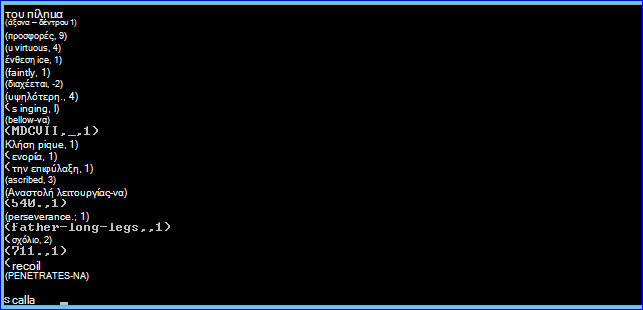 του πίλημα
(άξονα – δέντρου 1)
(προσφορές, 9)
(u virtuous, 4)
ένθεση ice, 1)
(faintly, 1)
(διαχέεται, -2)
(υψηλότερη., 4)
(s inging, l)
(bellow-να)
(MDCVII,_,1)
Κλήση pique, 1)
(ενορία, 1)
(την επιφύλαξη, 1)
(ascribed, 3)
(Αναστολή λειτουργίας-να)
(540.,1)
(perseverance.; 1)
(father-long-legs,,1)
(σχόλιο, 2)
(711.,1)
(recoil
(PENETRATES-NA)
s calla